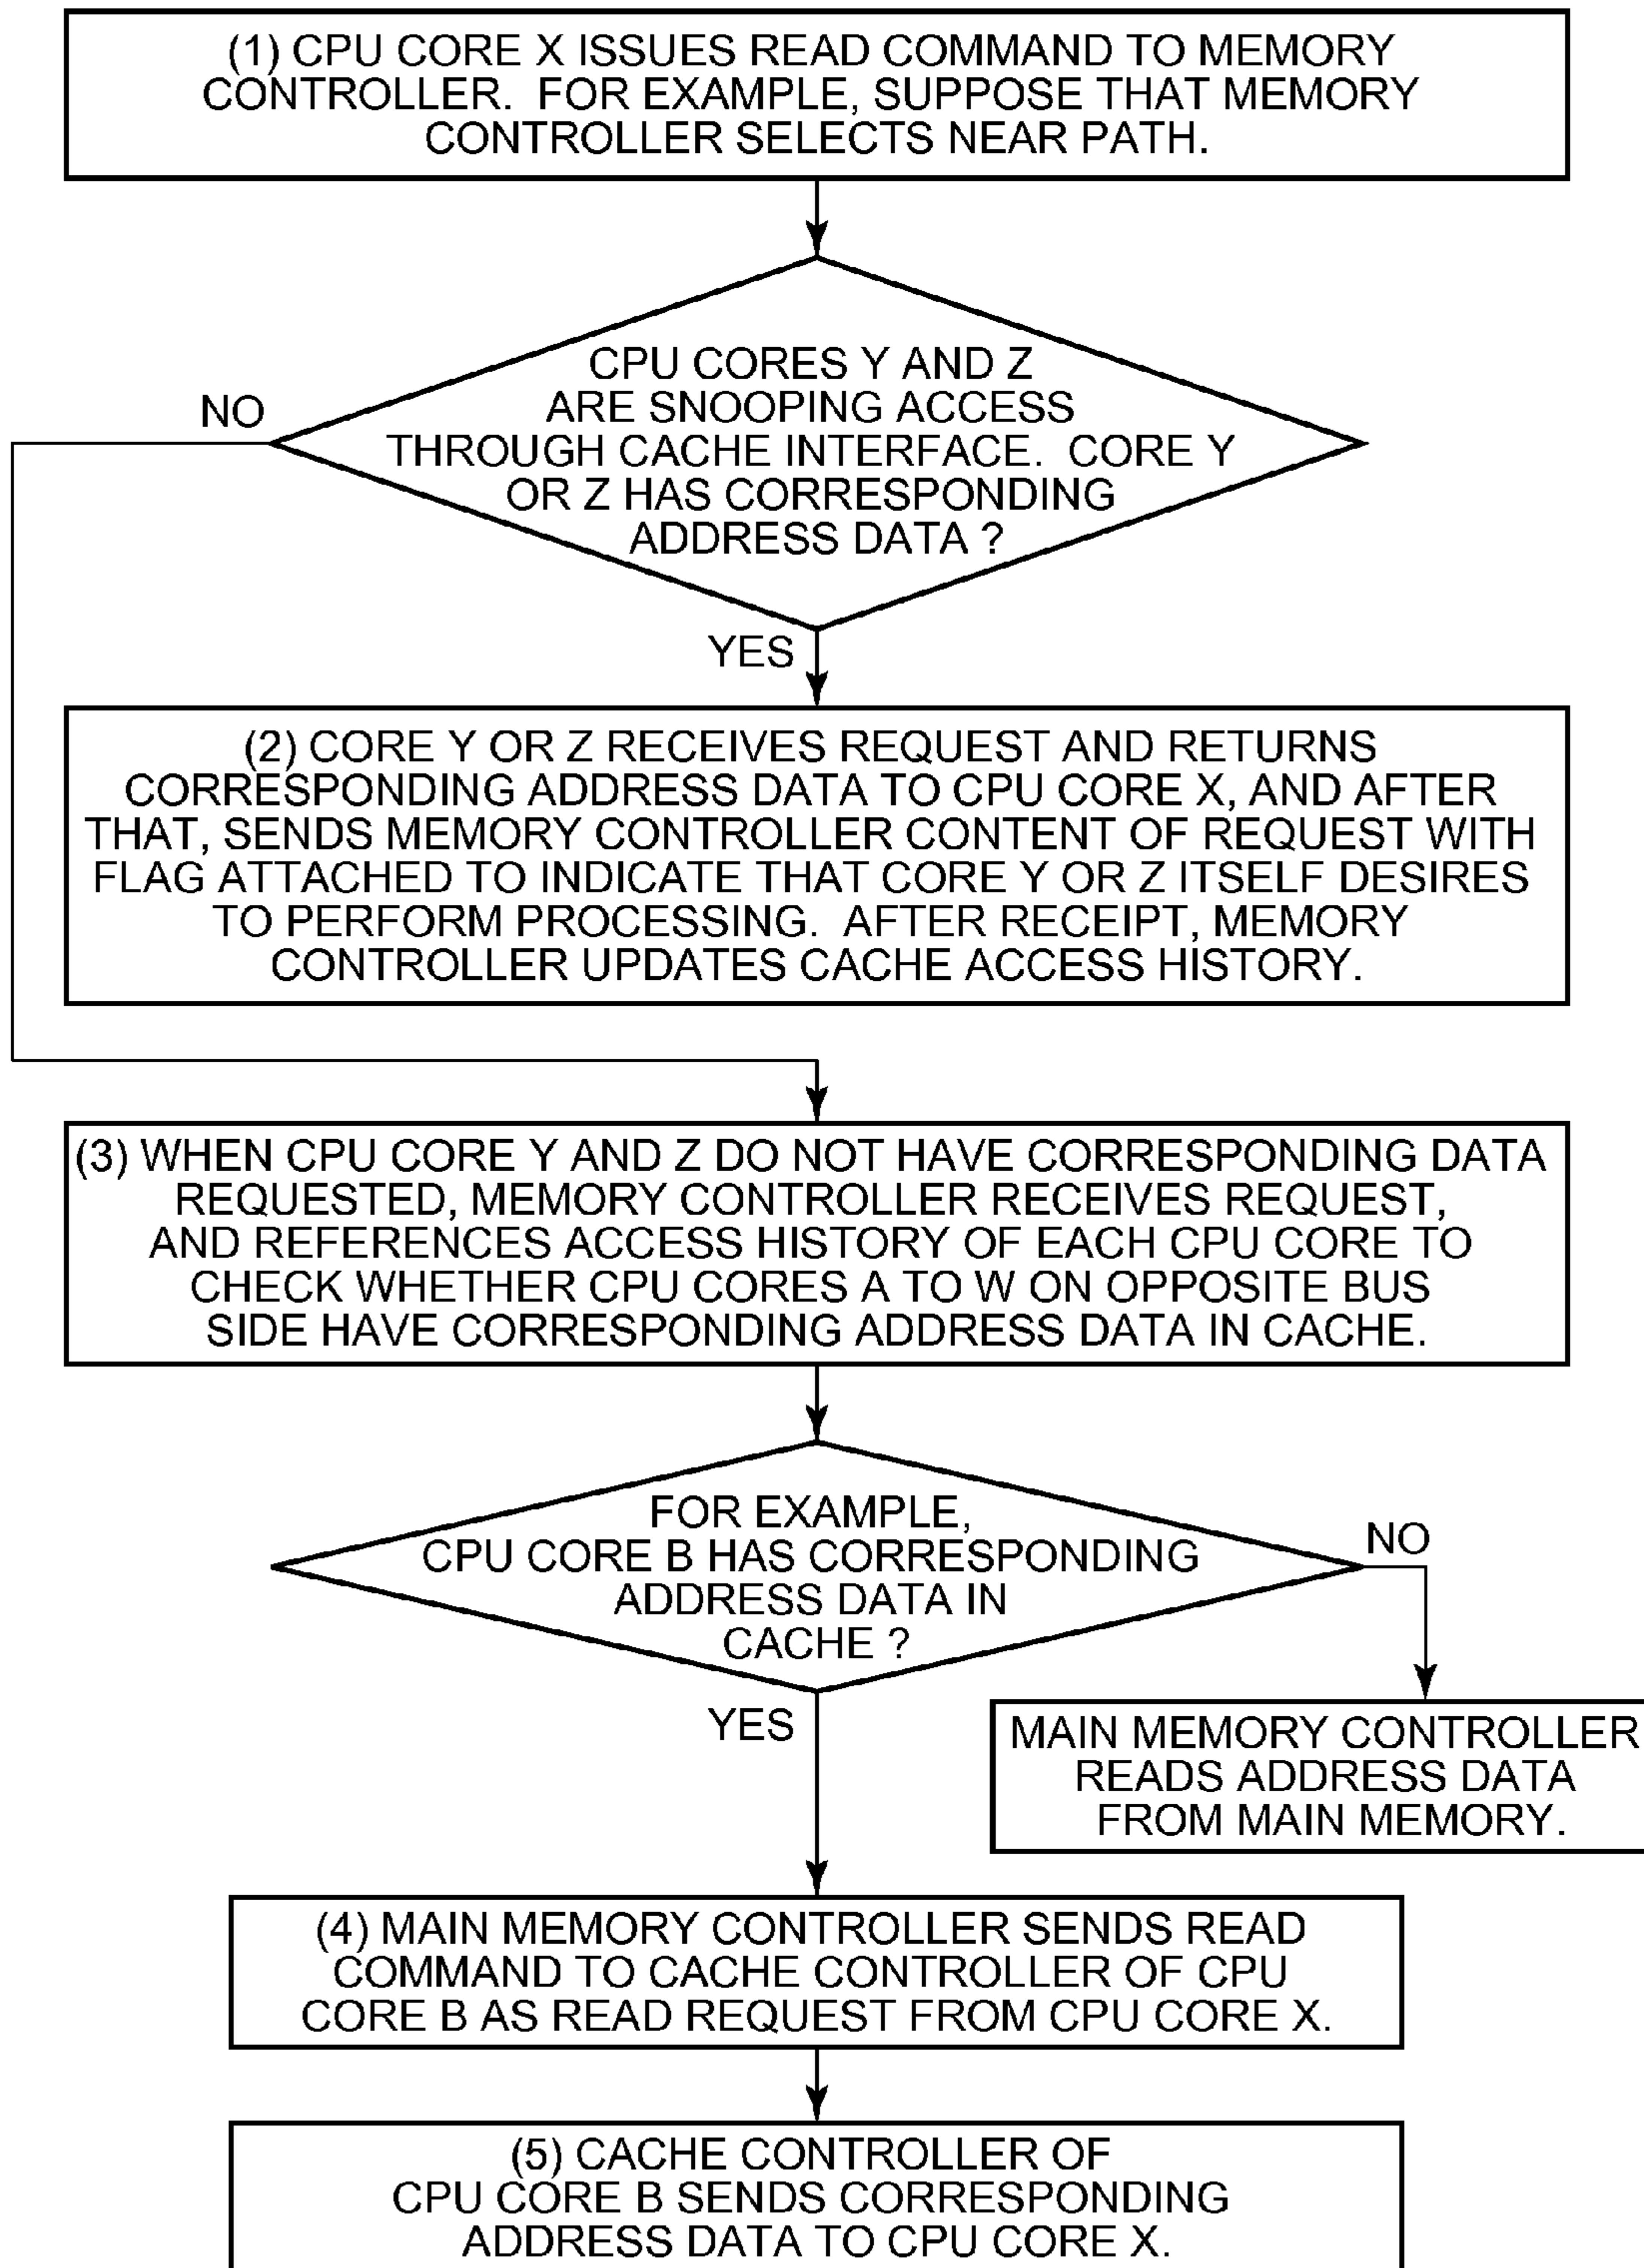 (1) CPU CORE X ISSUES READ COMMAND TO MEMORY
CONTROLLER. FOR EXAMPLE, SUPPOSE THAT MEMORY
CONTROLLER SELECTS NEAR PATH.
CPU CORES Y AND Z
ARE SNOOPING ACCESS
THROUGH CACHE INTERFACE. CORE Y
OR Z HAS CORRESPONDING
ADDRESS DATA ?
NO
YES
(2) CORE Y OR Z RECEIVES REQUEST AND RETURNS
CORRESPONDING ADDRESS DATA TO CPU CORE X, AND AFTER
THAT, SENDS MEMORY CONTROLLER CONTENT OF REQUEST WITH
FLAG ATTACHED TO INDICATE THAT CORE Y OR Z ITSELF DESIRES
TO PERFORM PROCESSING. AFTER RECEIPT, MEMORY
CONTROLLER UPDATES CACHE ACCESS HISTORY.
(3) WHEN CPU CORE Y AND Z DO NOT HAVE CORRESPONDING DATA
REQUESTED, MEMORY CONTROLLER RECEIVES REQUEST,
AND REFERENCES ACCESS HISTORY OF EACH CPU CORE TO
CHECK WHETHER CPU CORES A TO W ON OPPOSITE BUS
SIDE HAVE CORRESPONDING ADDRESS DATA IN CACHE.
FOR EXAMPLE,
CPU CORE B HAS CORRESPONDING
ADDRESS DATA IN
CACHE ?
NO
YES
MAIN MEMORY CONTROLLER
READS ADDRESS DATA
FROM MAIN MEMORY.
(4) MAIN MEMORY CONTROLLER SENDS READ
COMMAND TO CACHE CONTROLLER OF CPU
CORE B AS READ REQUEST FROM CPU CORE X.
(5) CACHE CONTROLLER OF
CPU CORE B SENDS CORRESPONDING
ADDRESS DATA TO CPU CORE X.